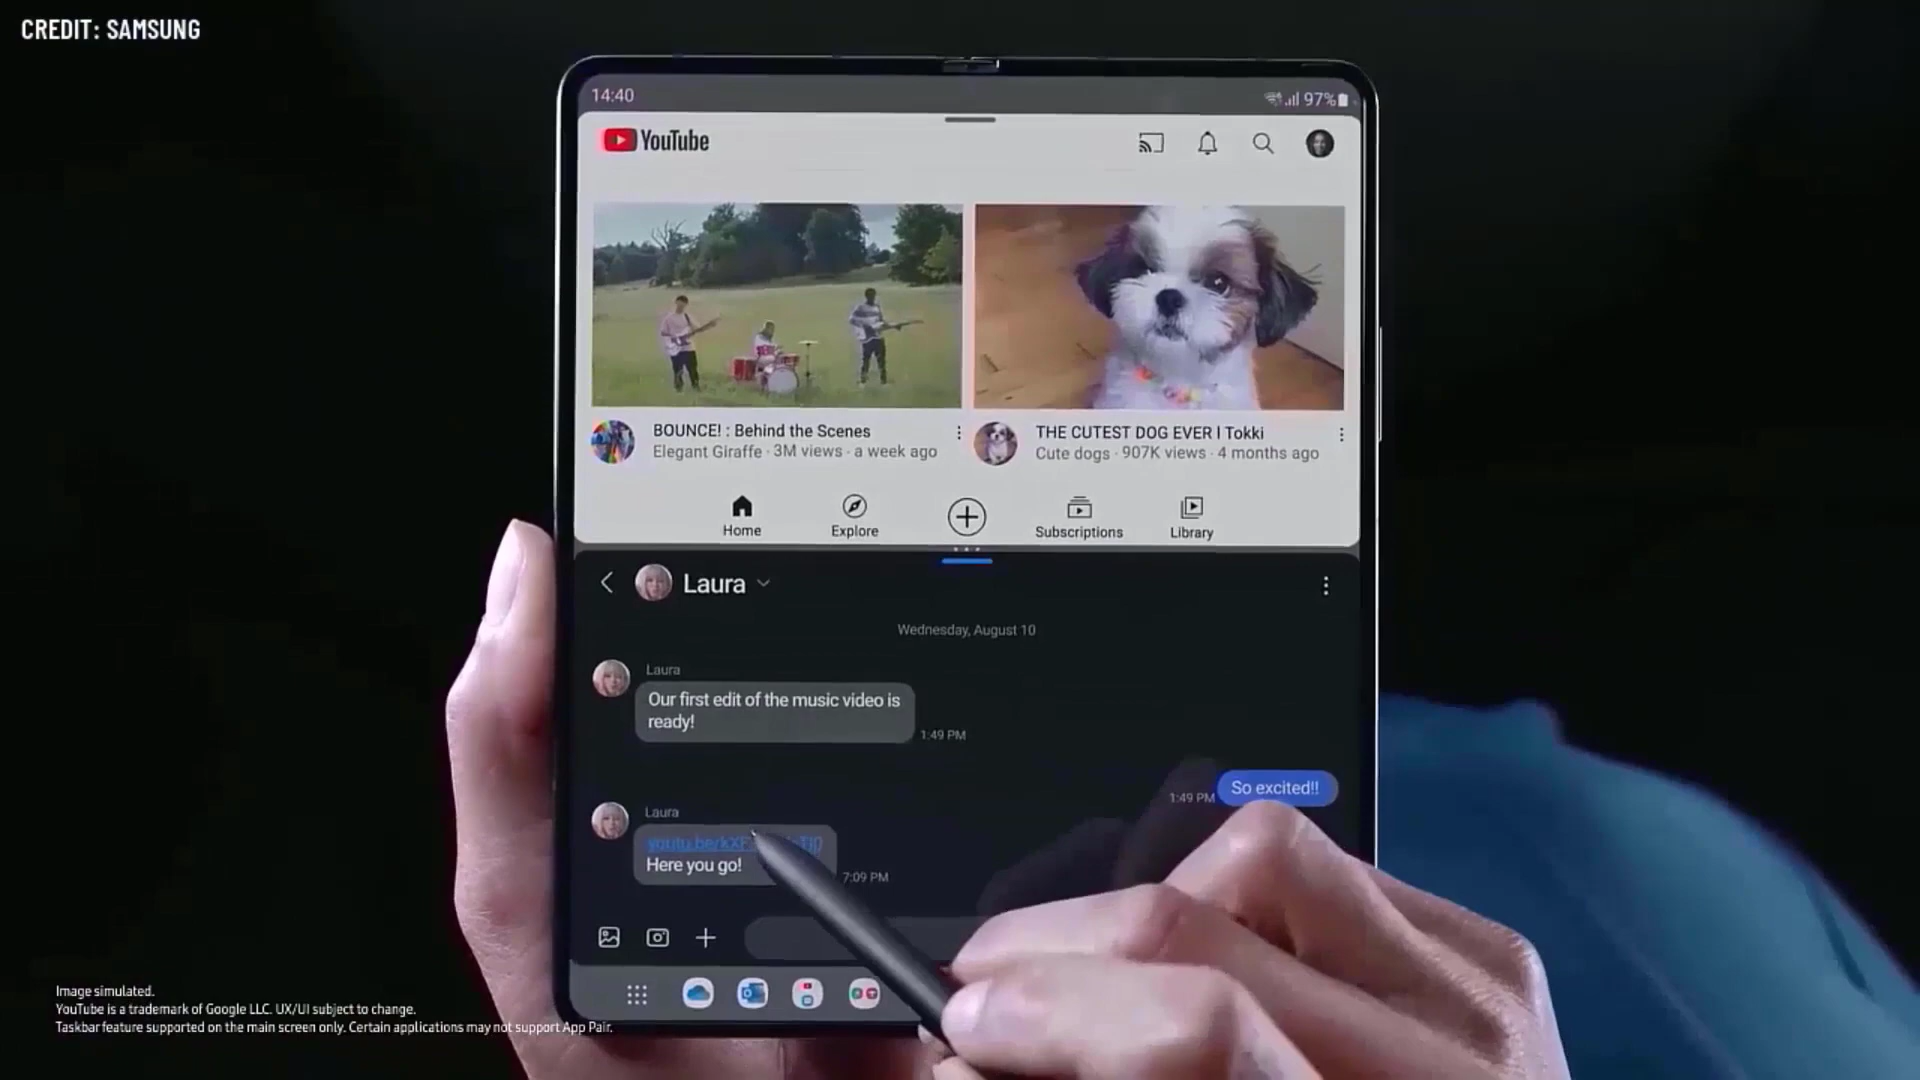 CREDIT: SAMSUNG
14:40
97%
YouTube
BOUNCE! : Behind the Scenes
Elegant Giraffe · 3M views · a week ago
THE CUTEST DOG EVER l Tokki
Cute dogs · 907K views · 4 months ago
Home
Explore
Subscriptions
Library
Laura
Wednesday, August 10
Laura
Our first edit of the music video is
ready!
1:49 PM
So excited!!
1:49 PM
Laura
Here you go!
7:09 PM
Image simulated.
YouTube is a trademark of Google LLC. UX/UI subject to change.
Taskbar feature supported on the main screen only. Certain applications may not support App Pair.